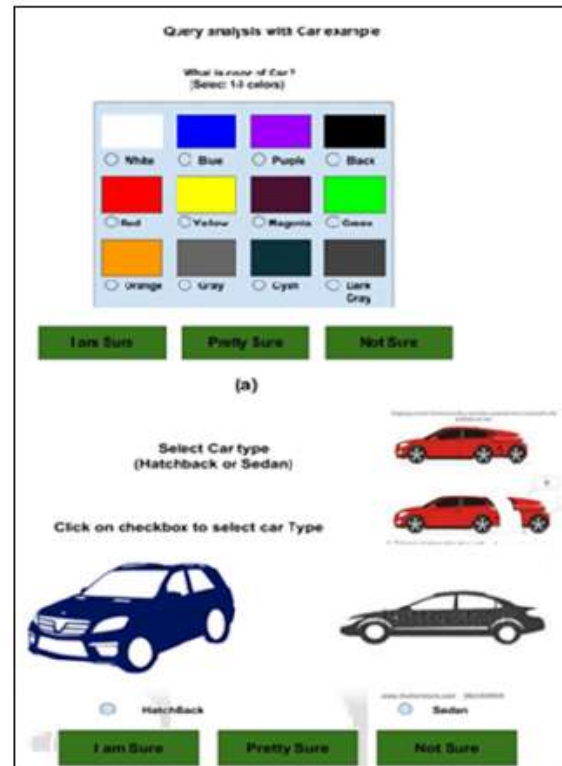 Query analysis with Car example
What is
of Car?
(Select 1-3 colors)
White Blue Purple Black
Red Yellow Magenta Green
Orange Gray Cyan Dark
Gray
I am Sure Pretty Sure Not Sure
(a)
Select Car type
(Hatchback or Sedan)
Click on checkbox to select car Type
HatchBack Sedan
I am Sure Pretty Sure Not Sure